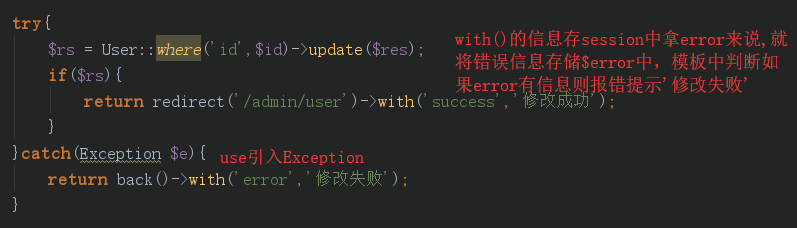 try{
$rs = User::where('id',$id)->update($res);
with()的信息存session中拿error来说,就
将错误信息存储$error中，模板中判断如
果error有信息则报错提示'修改失败'
if($rs){
return redirect('/admin/user')->with('success','修改成功');
}
}catch(Exception $e){
use引入Exception
return back()->with('error','修改失败');
}